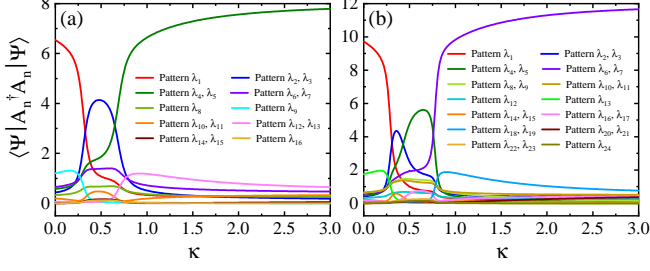 (a)
(b)
⟨Ψ|A_n^†A_n|Ψ⟩
8
6
4
2
0
Pattern λ₁
Pattern λ₂, λ₃
Pattern λ₄, λ₅
Pattern λ₆, λ₇
Pattern λ₈
Pattern λ₉
Pattern λ₁₀, λ₁₁
Pattern λ₁₂, λ₁₃
Pattern λ₁₄, λ₁₅
Pattern λ₁₆
0.0 0.5 1.0 1.5 2.0 2.5 3.0
κ
12
10
8
6
4
2
0
Pattern λ₁
Pattern λ₂, λ₃
Pattern λ₄, λ₅
Pattern λ₆, λ₇
Pattern λ₈, λ₉
Pattern λ₁₀, λ₁₁
Pattern λ₁₂
Pattern λ₁₃
Pattern λ₁₄, λ₁₅
Pattern λ₁₆, λ₁₇
Pattern λ₁₈, λ₁₉
Pattern λ₂₀, λ₂₁
Pattern λ₂₂, λ₂₃
Pattern λ₂₄
0.0 0.5 1.0 1.5 2.0 2.5 3.0
κ